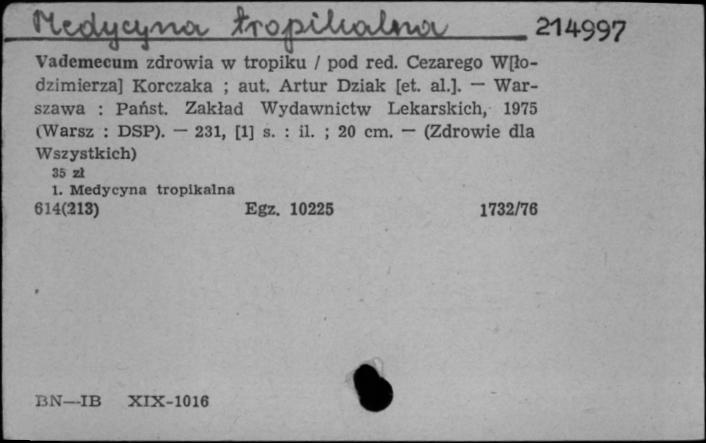 Medycyna tropikalna 214997
Vademecum zdrowia w tropiku / pod red. Cezarego W[ło-
dzimierza] Korczaka ; aut. Artur Dziak [et. al.]. — War-
szawa : Państ. Zakład Wydawnictw Lekarskich, 1975
(Warsz : DSP). — 231, [1] s. : il. ; 20 cm. — (Zdrowie dla
Wszystkich)
35 zł
1. Medycyna tropikalna
614(213) Egz. 10225 1732/76
BN—IB XIX-1016